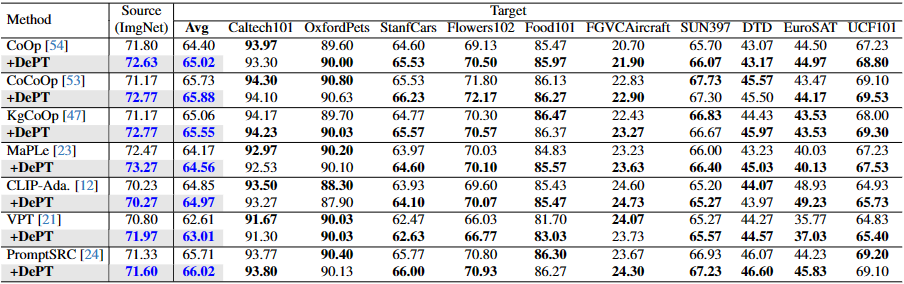 Method Source (ImgNet) Target
Avg Caltech101 OxfordPets StanfCars Flowers102 Food101 FGVCAircraft SUN397 DTD EuroSAT UCF101
CoOp [54] 71.80 64.40 93.97 89.60 64.60 69.13 85.47 20.70 65.70 43.07 44.50 67.23
+DePT 72.63 65.02 93.30 90.00 65.53 70.50 85.97 21.90 66.07 43.17 44.97 68.80
CoCoOp [53] 71.17 65.73 94.30 90.80 65.53 71.80 86.13 22.83 67.73 45.57 43.47 69.10
+DePT 72.77 65.88 94.10 90.63 66.23 72.17 86.27 22.90 67.30 45.50 44.17 69.53
KgCoOp [47] 71.17 65.06 94.17 89.70 64.77 70.30 86.47 22.43 66.83 44.43 43.53 68.00
+DePT 72.77 65.55 94.23 90.03 65.57 70.57 86.37 23.27 66.67 45.97 43.53 69.30
MaPLe [23] 72.47 64.17 92.97 90.17 63.97 70.03 84.83 23.23 66.00 43.23 40.03 67.23
+DePT 73.27 64.56 92.53 90.10 64.60 70.10 85.57 23.63 66.40 45.03 40.13 67.53
CLIP-Ada. [12] 70.23 64.85 93.50 88.30 63.93 69.60 85.43 24.60 65.20 44.07 48.93 64.93
+DePT 70.27 64.97 93.27 87.90 64.10 70.07 85.47 24.73 65.27 43.97 49.23 65.73
VPT [21] 70.80 62.61 91.67 90.03 62.47 66.03 81.70 24.07 65.27 44.27 35.77 64.83
+DePT 71.97 63.01 91.30 90.03 62.63 66.77 83.03 23.73 65.57 44.57 37.03 65.40
PromptSRC [24] 71.33 65.71 93.77 90.40 65.77 70.80 86.30 23.67 66.93 46.07 44.23 69.20
+DePT 71.60 66.02 93.80 90.13 66.00 70.93 86.27 24.30 67.23 46.60 45.83 69.10